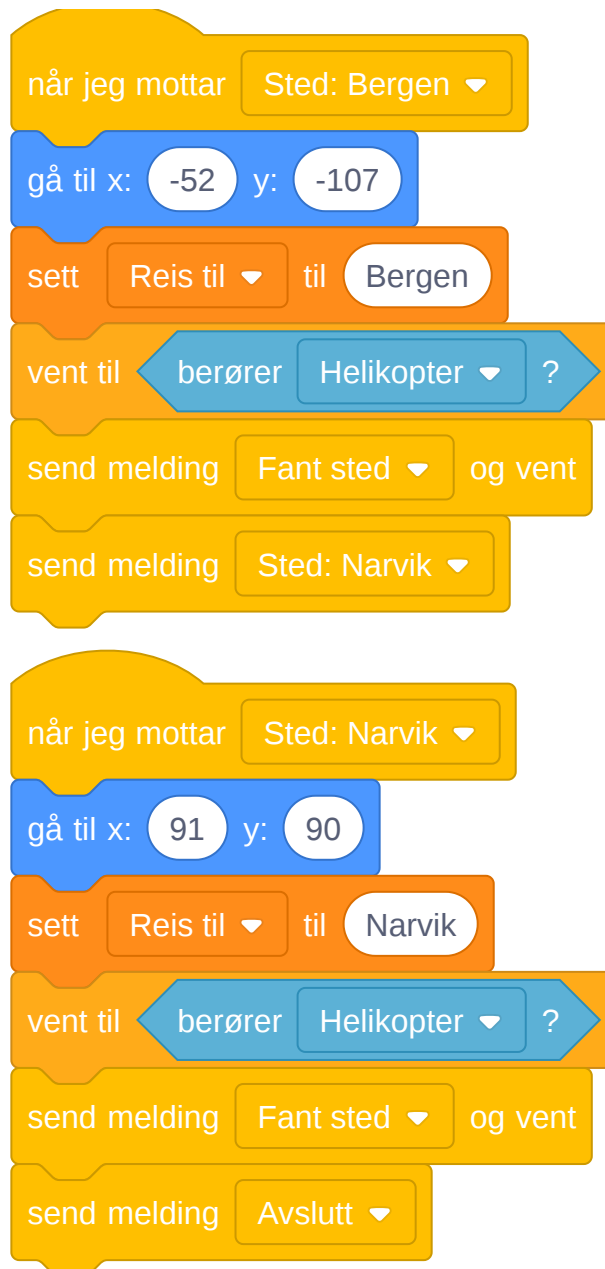 når jeg mottar Sted: Bergen
gå til x: -52 y: -107
sett Reis til til Bergen
vent til berører Helikopter ?
send melding Fant sted og vent
send melding Sted: Narvik
når jeg mottar Sted: Narvik
gå til x: 91 y: 90
sett Reis til til Narvik
vent til berører Helikopter ?
send melding Fant sted og vent
send melding Avslutt